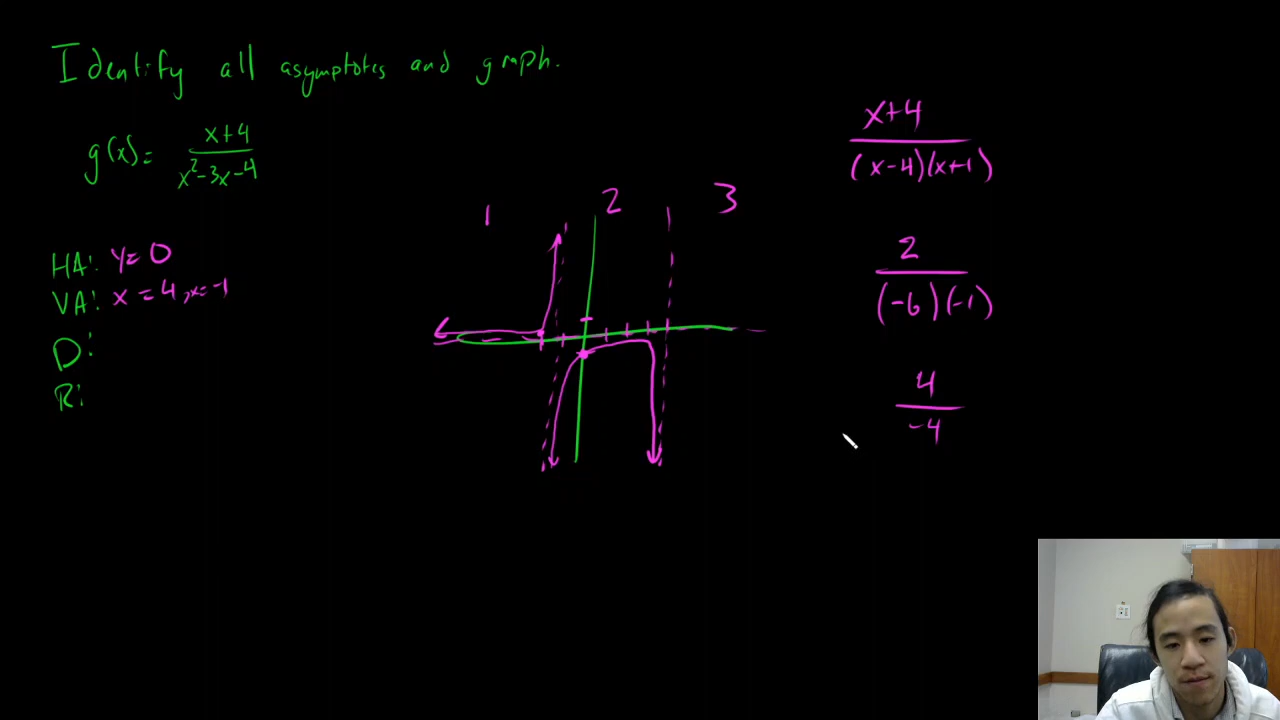 Identify all asymptotes and graph.
g(x)= x+4
x²-3x-4
HA: y=0
VA: x=4, x=-1
D:
R:
1 2 3
x+4
(x-4)(x+1)
2
(-6)(-1)
4
-4